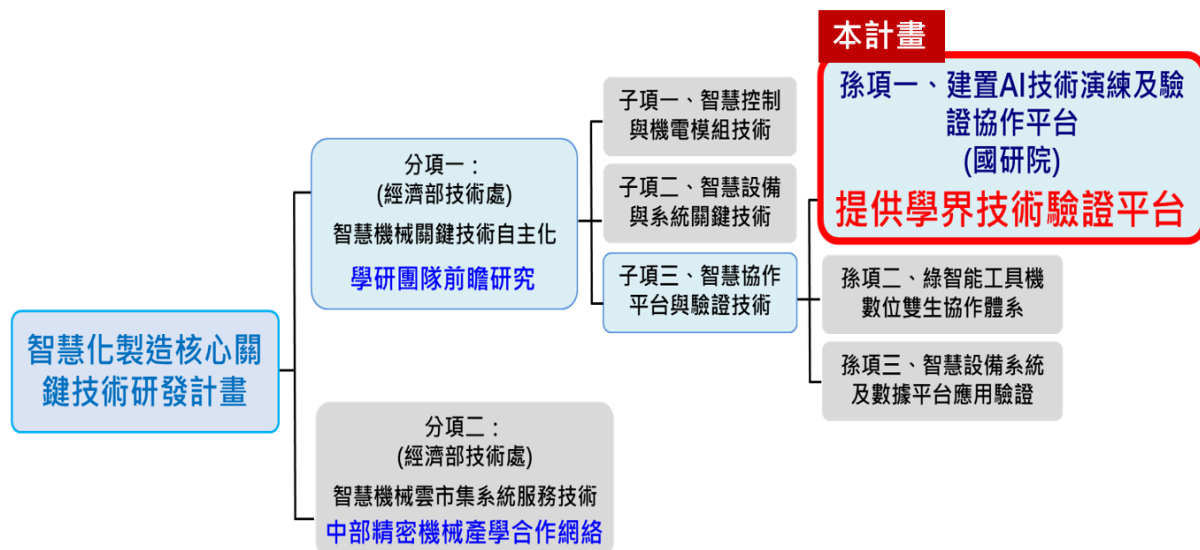 本計畫
孫項一、建置AI技術演練及驗
證協作平台
(國研院)
提供學界技術驗證平台
子項一、智慧控制
與機電模組技術
分項一：
(經濟部技術處)
智慧機械關鍵技術自主化
學研團隊前瞻研究
子項二、智慧設備
與系統關鍵技術
子項三、智慧協作
平台與驗證技術
孫項二、綠智能工具機
數位雙生協作體系
智慧化製造核心關
鍵技術研發計畫
孫項三、智慧設備系統
及數據平台應用驗證
分項二：
(經濟部技術處)
智慧機械雲市集系統服務技術
中部精密機械產學合作網絡